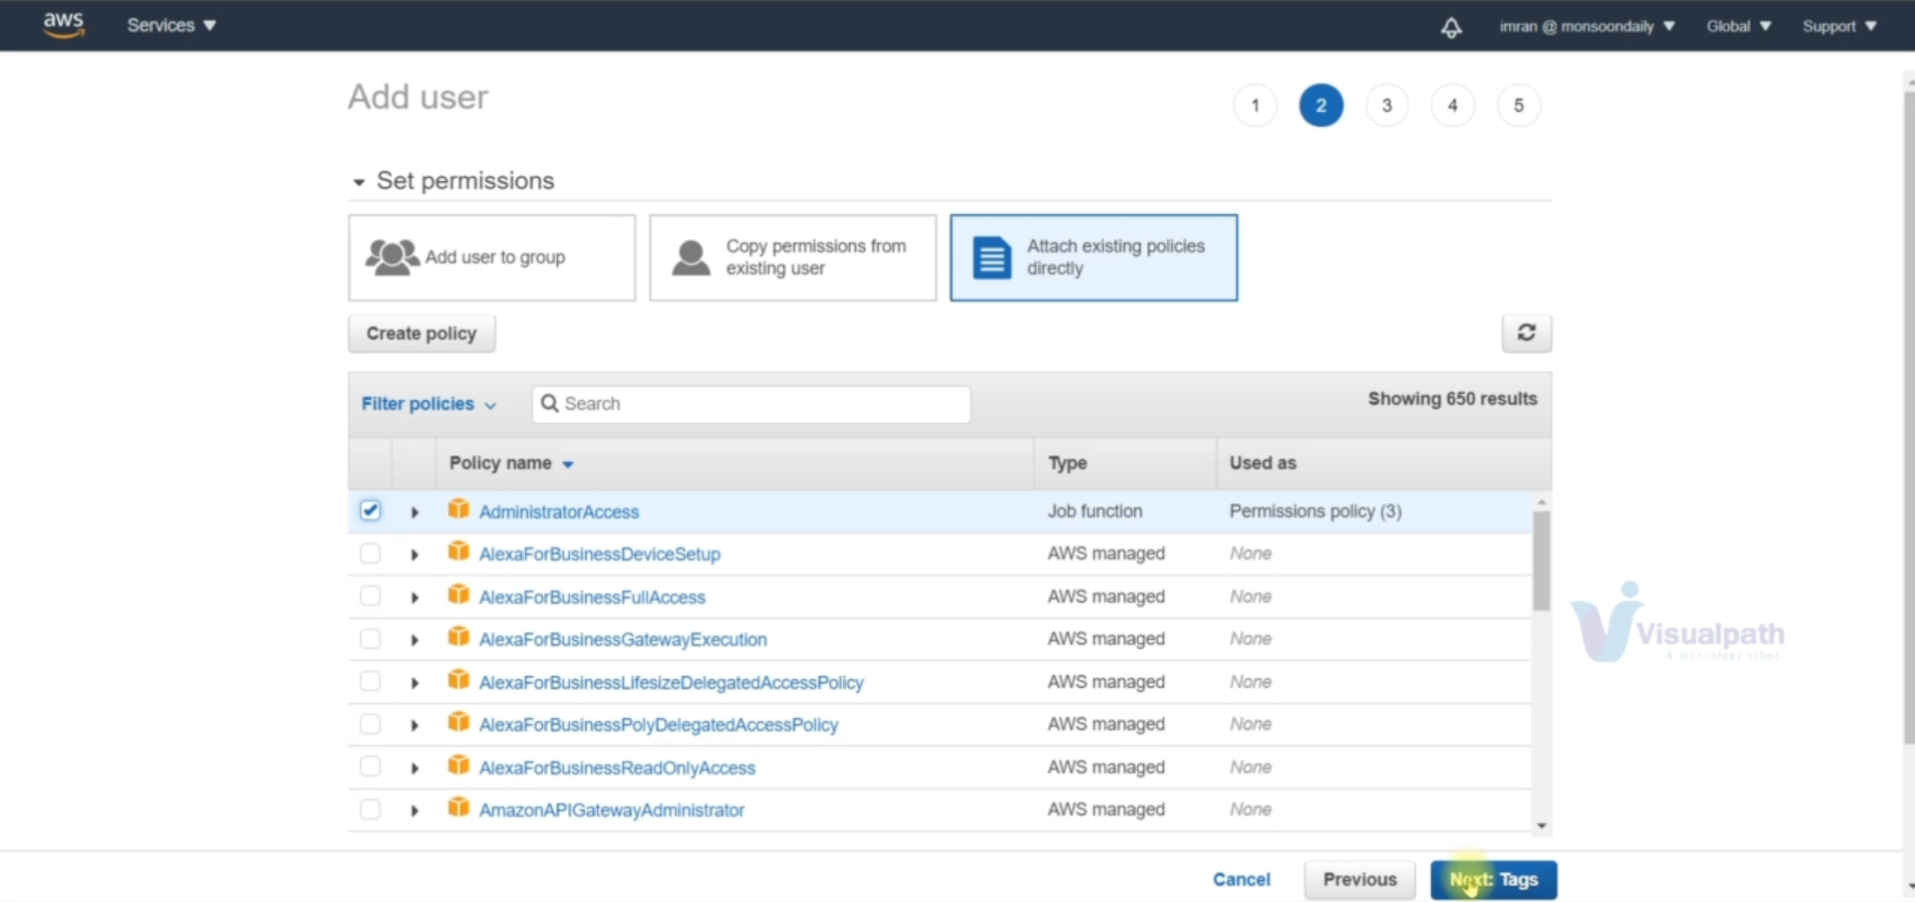 aws
Services
imran @ monsoondaily
Global
Support
Add user
1
2
3
4
5
Set permissions
Add user to group
Copy permissions from
existing user
Attach existing policies
directly
Create policy
Filter policies
Search
Showing 650 results
Policy name
Type
Used as
AdministratorAccess
Job function
Permissions policy (3)
AlexaForBusinessDeviceSetup
AWS managed
None
AlexaForBusinessFullAccess
AWS managed
None
AlexaForBusinessGatewayExecution
AWS managed
None
AlexaForBusinessLifesizeDelegatedAccessPolicy
AWS managed
None
AlexaForBusinessPolyDelegatedAccessPolicy
AWS managed
None
AlexaForBusinessReadOnlyAccess
AWS managed
None
AmazonAPIGatewayAdministrator
AWS managed
None
Visualpath
A technology school
Cancel
Previous
Next: Tags